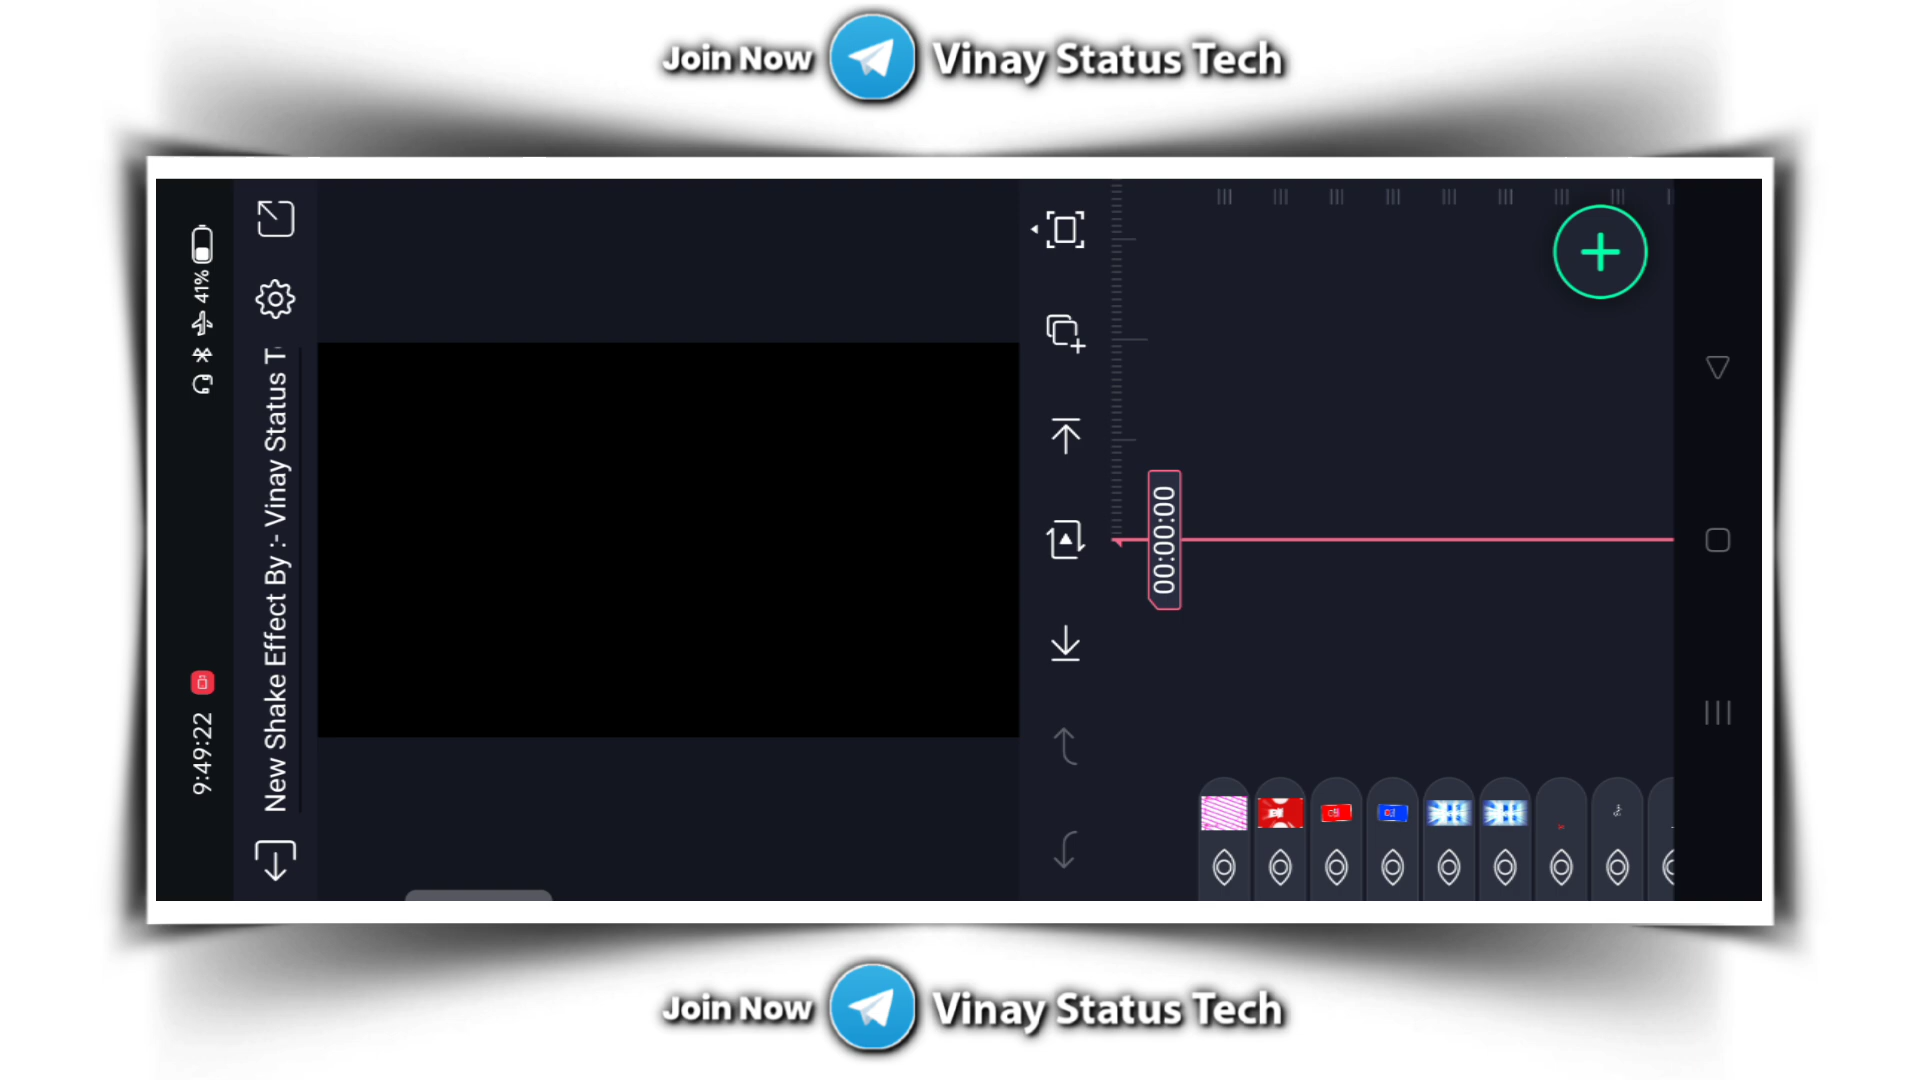 Join Now Vinay Status Tech
9:49:22 41%
New Shake Effect By :- Vinay Status T
00:00:00
Join Now Vinay Status Tech